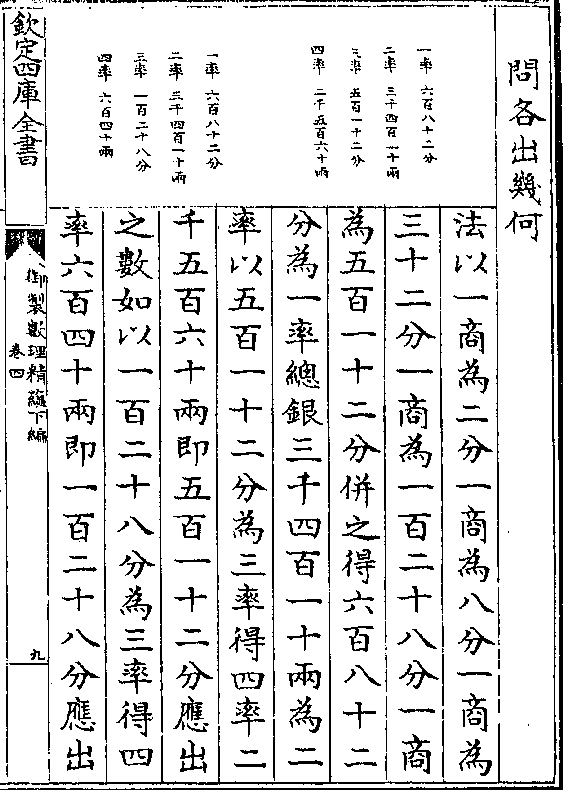 問各出幾何
法以一商為二分一商為八分一商為
三十二分一商為一百二十八分一商
為五百一十二分併之得六百八十二
分為一率總銀三千四百一十兩為二
率以五百一十二分為三率得四率二
千五百六十兩即五百一十二分應出
之數如以一百二十八分為三率得四
率六百四十兩即一百二十八分應出
一率 六百八十二分
二率 三千四百一十兩
三率 五百一十二分
四率 二千五百六十兩
一率 六百八十二分
二率 三千四百一十兩
三率 一百二十八分
四率 六百四十兩
欽定四庫全書
御製數理精蘊下編
卷四
九